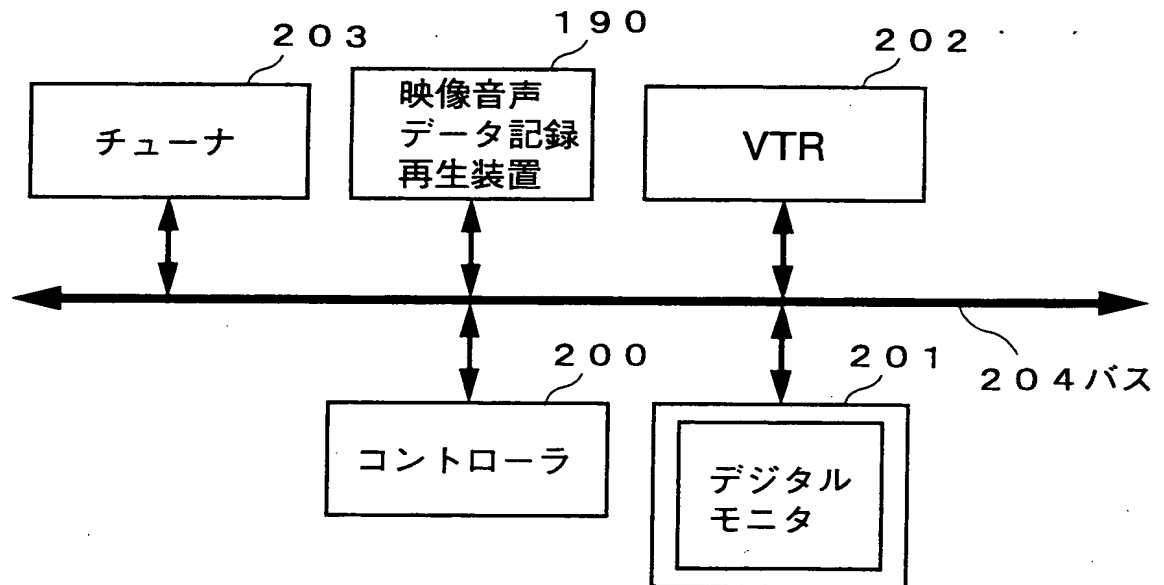 ２０３
１９０
２０２
チューナ
映像音声
データ記録
再生装置
VTR
２００
２０１
２０４バス
コントローラ
デジタル
モニタ